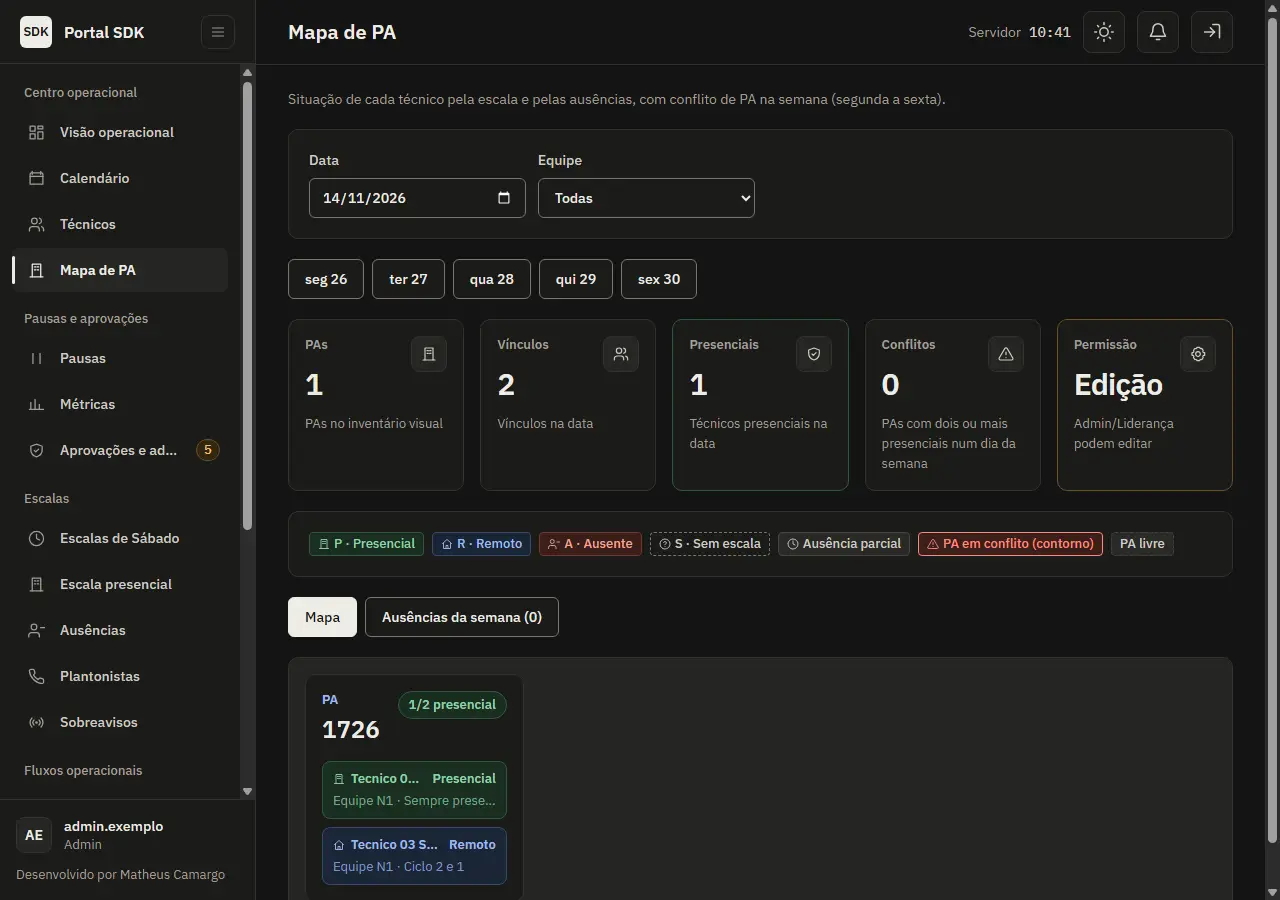 SDK Portal SDK
Mapa de PA
Servidor 10:41
Centro operacional
Visão operacional
Calendário
Técnicos
Mapa de PA
Pausas e aprovações
Pausas
Métricas
Aprovações e ad... 5
Escalas
Escalas de Sábado
Escala presencial
Ausências
Plantonistas
Sobreavisos
Fluxos operacionais
AE admin.exemplo
Admin
Desenvolvido por Matheus Camargo
Situação de cada técnico pela escala e pelas ausências, com conflito de PA na semana (segunda a sexta).
Data Equipe
14/11/2026 Todas
seg 26 ter 27 qua 28 qui 29 sex 30
PAs
1
PAs no inventário visual
Vínculos
2
Vínculos na data
Presenciais
1
Técnicos presenciais na
data
Conflitos
0
PAs com dois ou mais
presenciais num dia da
semana
Permissão
Edição
Admin/Liderança
podem editar
P · Presencial R · Remoto A · Ausente S · Sem escala Ausência parcial PA em conflito (contorno) PA livre
Mapa Ausências da semana (0)
PA
1726
1/2 presencial
Tecnico 0... Presencial
Equipe N1 · Sempre prese...
Tecnico 03 S... Remoto
Equipe N1 · Ciclo 2 e 1